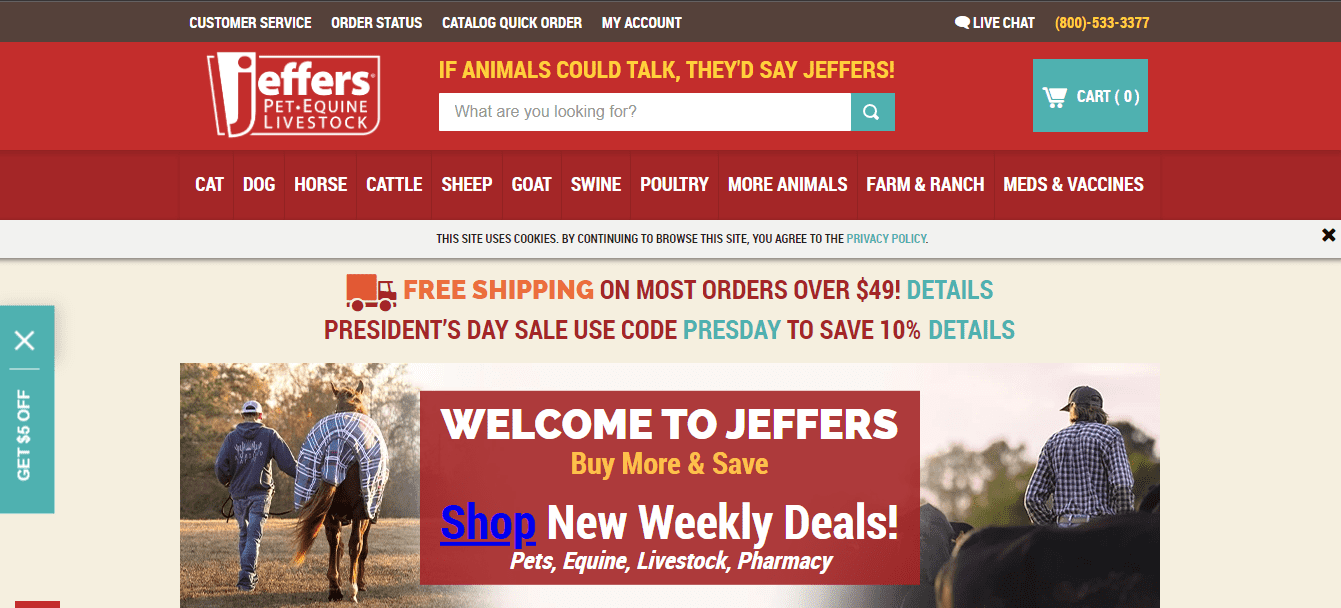 CUSTOMER SERVICE ORDER STATUS CATALOG QUICK ORDER MY ACCOUNT LIVE CHAT (800)-533-3377
jeffers®
PET•EQUINE
LIVESTOCK
IF ANIMALS COULD TALK, THEY'D SAY JEFFERS!
What are you looking for?
CART ( 0 )
CAT DOG HORSE CATTLE SHEEP GOAT SWINE POULTRY MORE ANIMALS FARM & RANCH MEDS & VACCINES
THIS SITE USES COOKIES. BY CONTINUING TO BROWSE THIS SITE, YOU AGREE TO THE PRIVACY POLICY.
FREE SHIPPING ON MOST ORDERS OVER $49! DETAILS
PRESIDENT'S DAY SALE USE CODE PRESDAY TO SAVE 10% DETAILS
GET $5 OFF
WELCOME TO JEFFERS
Buy More & Save
Shop New Weekly Deals!
Pets, Equine, Livestock, Pharmacy